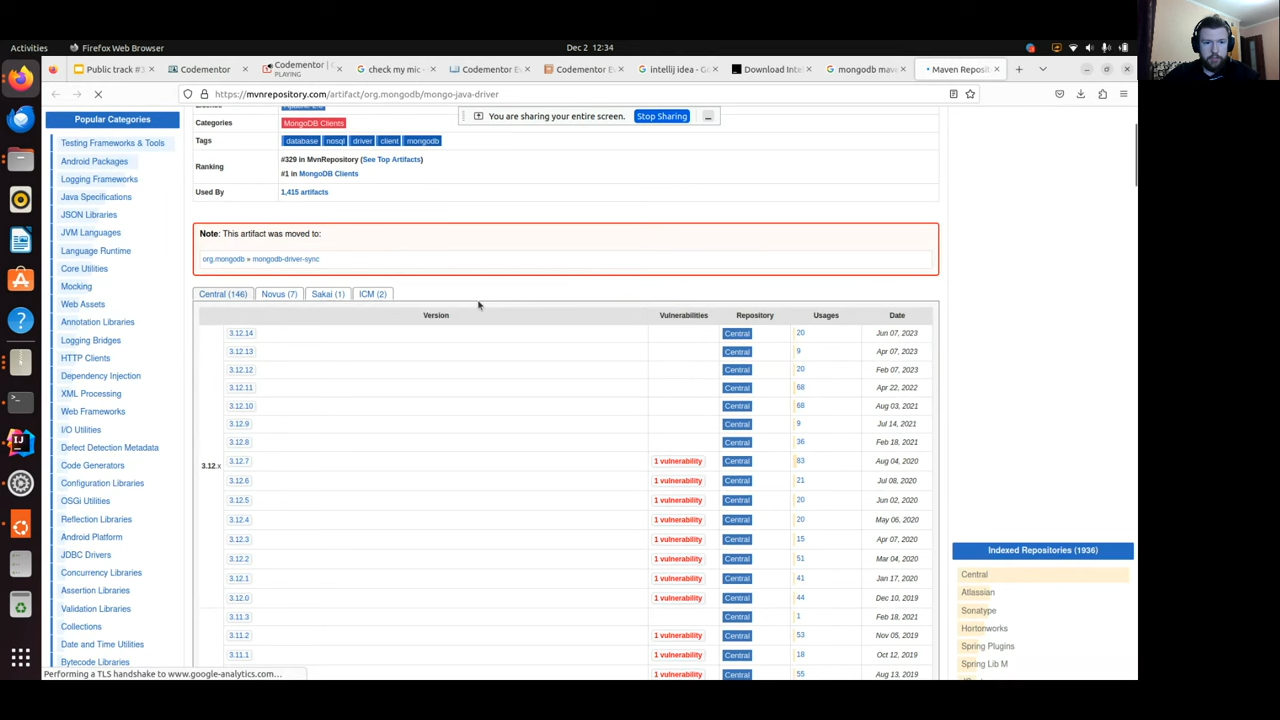 Activities
Firefox Web Browser
Dec 2 12:34
Public track #3
Codementor
Codementor | C
PLAYING
check my mic -
Codementor Ev
Codementor Ev
intellij idea - Go
Download Intel
mongodb mave
Maven Reposit
https://mvnrepository.com/artifact/org.mongodb/mongo-java-driver
You are sharing your entire screen.
Stop Sharing
Popular Categories
Testing Frameworks & Tools
Android Packages
Logging Frameworks
Java Specifications
JSON Libraries
JVM Languages
Language Runtime
Core Utilities
Mocking
Web Assets
Annotation Libraries
Logging Bridges
HTTP Clients
Dependency Injection
XML Processing
Web Frameworks
I/O Utilities
Defect Detection Metadata
Code Generators
Configuration Libraries
OSGi Utilities
Reflection Libraries
Android Platform
JDBC Drivers
Concurrency Libraries
Assertion Libraries
Validation Libraries
Collections
Date and Time Utilities
Bytecode Libraries
Performing a TLS handshake to www.google-analytics.com…
Categories MongoDB Clients
Tags database nosql driver client mongodb
Ranking
#329 in MvnRepository (See Top Artifacts)
#1 in MongoDB Clients
Used By 1,415 artifacts
Note: This artifact was moved to:
org.mongodb » mongodb-driver-sync
Central (146) Novus (7) Sakai (1) ICM (2)
Version Vulnerabilities Repository Usages Date
3.12.14 Central 20 Jun 07, 2023
3.12.13 Central 9 Apr 07, 2023
3.12.12 Central 20 Feb 07, 2023
3.12.11 Central 68 Apr 22, 2022
3.12.10 Central 68 Aug 03, 2021
3.12.9 Central 9 Jul 14, 2021
3.12.8 Central 36 Feb 18, 2021
3.12.x
3.12.7 1 vulnerability Central 83 Aug 04, 2020
3.12.6 1 vulnerability Central 21 Jul 08, 2020
3.12.5 1 vulnerability Central 20 Jun 02, 2020
3.12.4 1 vulnerability Central 20 May 06, 2020
3.12.3 1 vulnerability Central 15 Apr 07, 2020
3.12.2 1 vulnerability Central 51 Mar 04, 2020
3.12.1 1 vulnerability Central 41 Jan 17, 2020
3.12.0 1 vulnerability Central 44 Dec 10, 2019
3.11.3 Central 1 Feb 18, 2021
3.11.2 1 vulnerability Central 53 Nov 05, 2019
3.11.1 1 vulnerability Central 18 Oct 12, 2019
1 vulnerability Central 55 Aug 13, 2019
Indexed Repositories (1936)
Central
Atlassian
Sonatype
Hortonworks
Spring Plugins
Spring Lib M